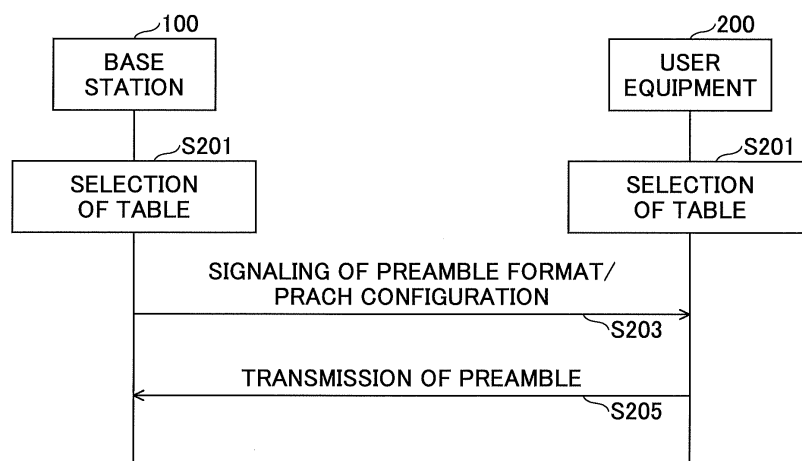 100
200
BASE
STATION
USER
EQUIPMENT
S201
S201
SELECTION
OF TABLE
SELECTION
OF TABLE
SIGNALING OF PREAMBLE FORMAT/
PRACH CONFIGURATION
S203
TRANSMISSION OF PREAMBLE
S205